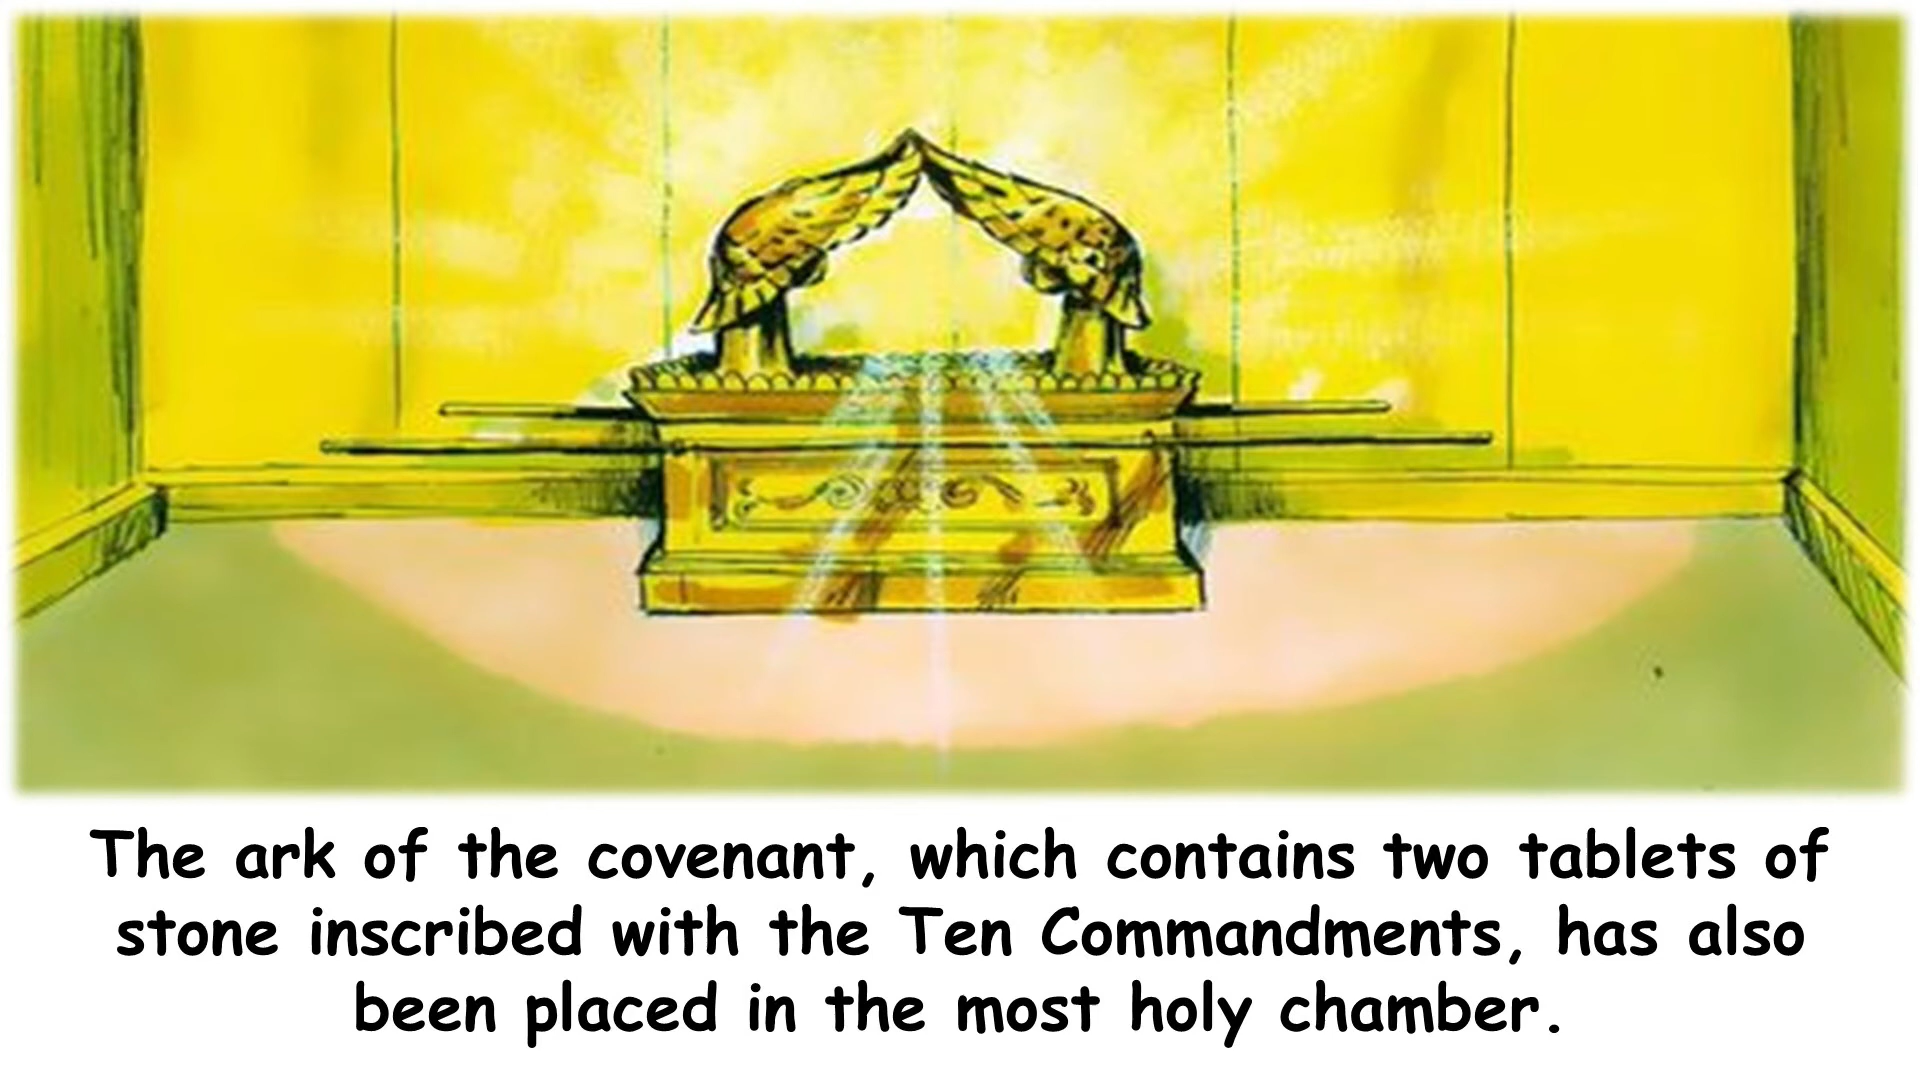 The ark of the covenant, which contains two tablets of
stone inscribed with the Ten Commandments, has also
been placed in the most holy chamber.